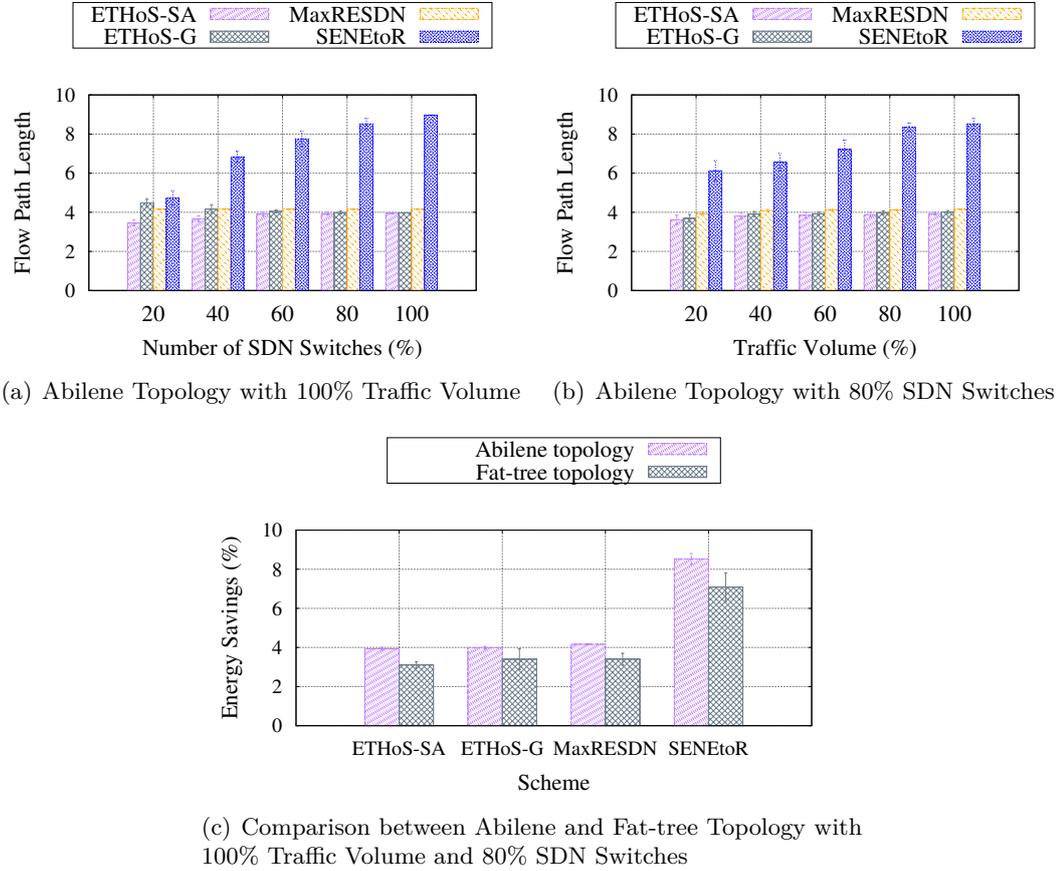 ETHoS-SA MaxRESDN
ETHoS-G SENEtoR
10
8
6
4
2
0
Flow Path Length
20 40 60 80 100
Number of SDN Switches (%)
(a) Abilene Topology with 100% Traffic Volume
ETHoS-SA MaxRESDN
ETHoS-G SENEtoR
10
8
6
4
2
0
Flow Path Length
20 40 60 80 100
Traffic Volume (%)
(b) Abilene Topology with 80% SDN Switches
Abilene topology
Fat-tree topology
10
8
6
4
2
0
Energy Savings (%)
ETHoS-SA ETHoS-G MaxRESDN SENEtoR
Scheme
(c) Comparison between Abilene and Fat-tree Topology with
100% Traffic Volume and 80% SDN Switches